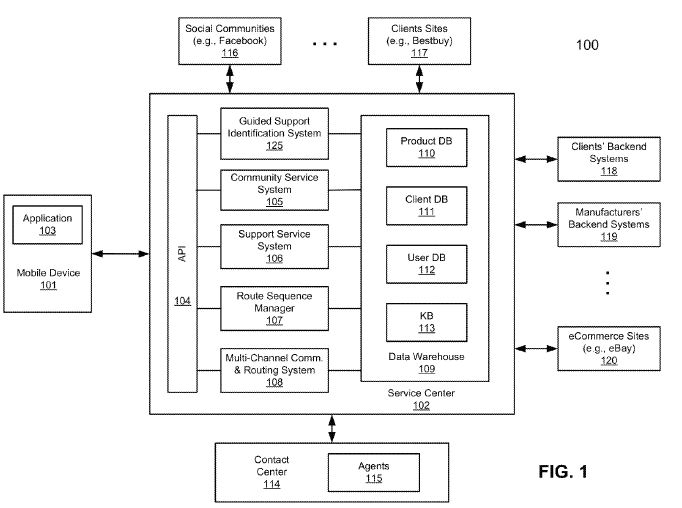 Social Communities
(e.g., Facebook)
116
. . .
Clients Sites
(e.g., Bestbuy)
117
100
Guided Support
Identification System
125
Community Service
System
105
Support Service
System
106
Route Sequence
Manager
107
Multi-Channel Comm.
& Routing System
108
API
104
Product DB
110
Client DB
111
User DB
112
KB
113
Data Warehouse
109
Service Center
102
Application
103
Mobile Device
101
Clients' Backend
Systems
118
Manufacturers'
Backend Systems
119
eCommerce Sites
(e.g., eBay)
120
Contact
Center
114
Agents
115
FIG. 1